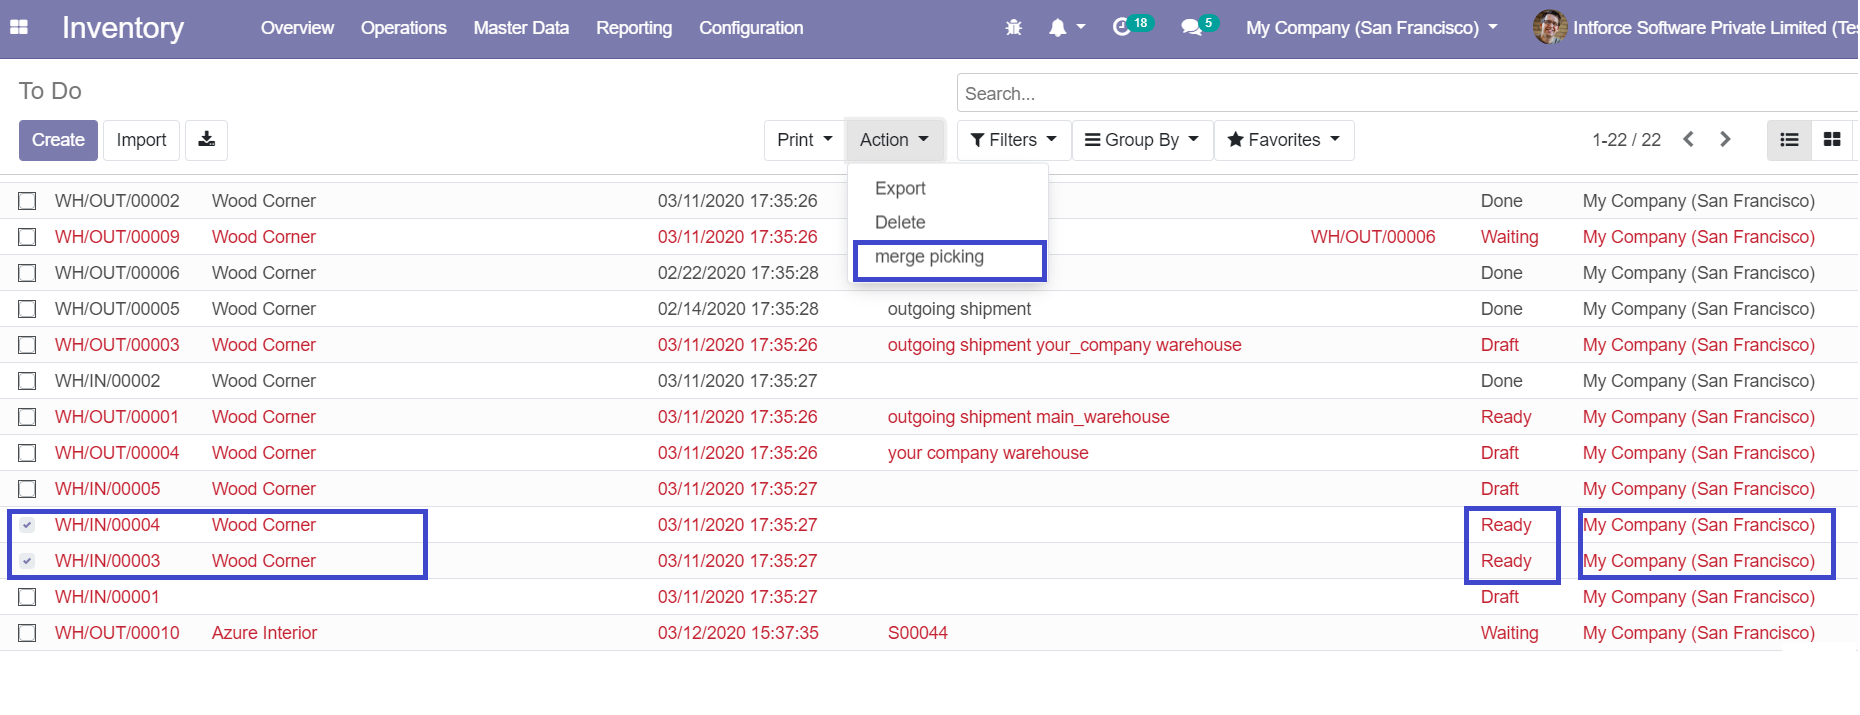 Inventory Overview Operations Master Data Reporting Configuration 18 5 My Company (San Francisco) Intforce Software Private Limited (Tes
To Do
Search...
Create Import Print Action Filters Group By Favorites 1-22 / 22
Export
Delete
merge picking
WH/OUT/00002 Wood Corner 03/11/2020 17:35:26 Done My Company (San Francisco)
WH/OUT/00009 Wood Corner 03/11/2020 17:35:26 WH/OUT/00006 Waiting My Company (San Francisco)
WH/OUT/00006 Wood Corner 02/22/2020 17:35:28 Done My Company (San Francisco)
WH/OUT/00005 Wood Corner 02/14/2020 17:35:28 outgoing shipment Done My Company (San Francisco)
WH/OUT/00003 Wood Corner 03/11/2020 17:35:26 outgoing shipment your_company warehouse Draft My Company (San Francisco)
WH/IN/00002 Wood Corner 03/11/2020 17:35:27 Done My Company (San Francisco)
WH/OUT/00001 Wood Corner 03/11/2020 17:35:26 outgoing shipment main_warehouse Ready My Company (San Francisco)
WH/OUT/00004 Wood Corner 03/11/2020 17:35:26 your company warehouse Draft My Company (San Francisco)
WH/IN/00005 Wood Corner 03/11/2020 17:35:27 Draft My Company (San Francisco)
WH/IN/00004 Wood Corner 03/11/2020 17:35:27 Ready My Company (San Francisco)
WH/IN/00003 Wood Corner 03/11/2020 17:35:27 Ready My Company (San Francisco)
WH/IN/00001 03/11/2020 17:35:27 Draft My Company (San Francisco)
WH/OUT/00010 Azure Interior 03/12/2020 15:37:35 S00044 Waiting My Company (San Francisco)